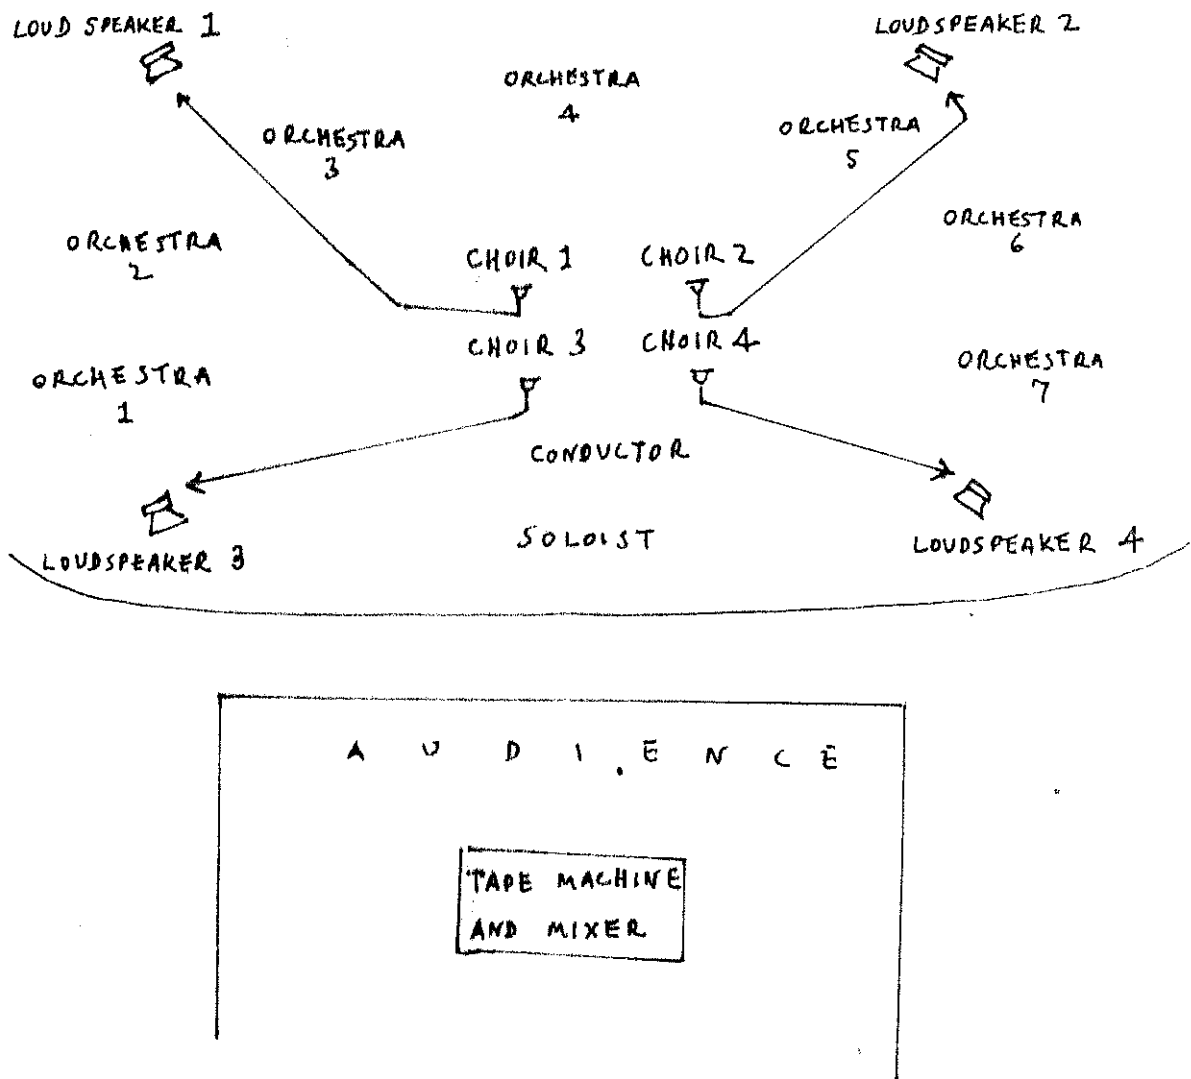 LOUD SPEAKER 1
LOUDSPEAKER 2
ORCHESTRA
4
ORCHESTRA
3
ORCHESTRA
5
ORCHESTRA
2
ORCHESTRA
6
CHOIR 1
CHOIR 2
CHOIR 3
CHOIR 4
ORCHESTRA
1
ORCHESTRA
7
CONDUCTOR
SOLOIST
LOUDSPEAKER 3
LOUDSPEAKER 4
AUDIENCE
TAPE MACHINE
AND MIXER